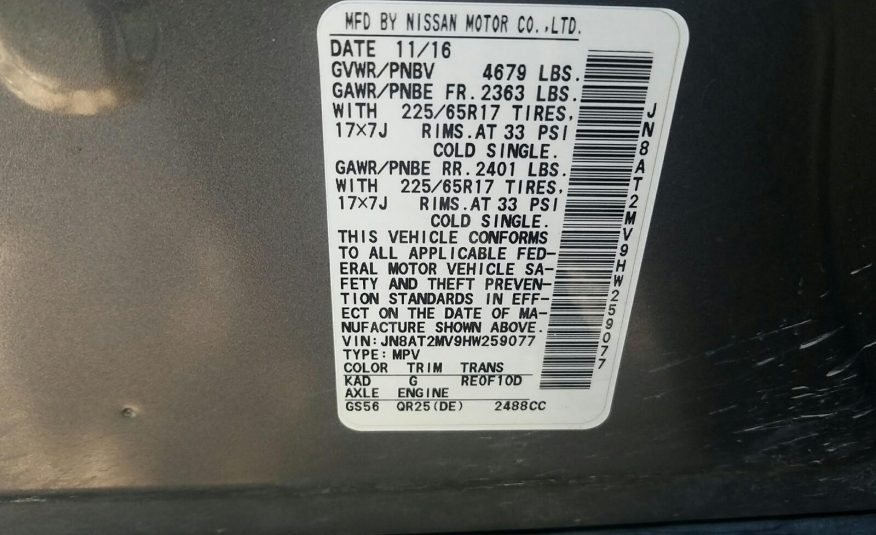 MFD BY NISSAN MOTOR CO.,LTD.
DATE 11/16
GVWR/PNBV 4679 LBS.
GAWR/PNBE FR.2363 LBS.
WITH 225/65R17 TIRES,
17×7J RIMS.AT 33 PSI
COLD SINGLE.
GAWR/PNBE RR.2401 LBS.
WITH 225/65R17 TIRES,
17×7J RIMS.AT 33 PSI
COLD SINGLE.
THIS VEHICLE CONFORMS
TO ALL APPLICABLE FED-
ERAL MOTOR VEHICLE SA-
FETY AND THEFT PREVEN-
TION STANDARDS IN EFF-
ECT ON THE DATE OF MA-
NUFACTURE SHOWN ABOVE.
VIN:JN8AT2MV9HW259077
TYPE:MPV
COLOR TRIM TRANS
KAD G RE0F10D
AXLE ENGINE
GS56 QR25(DE) 2488CC
JN8AT2MV9HW259077